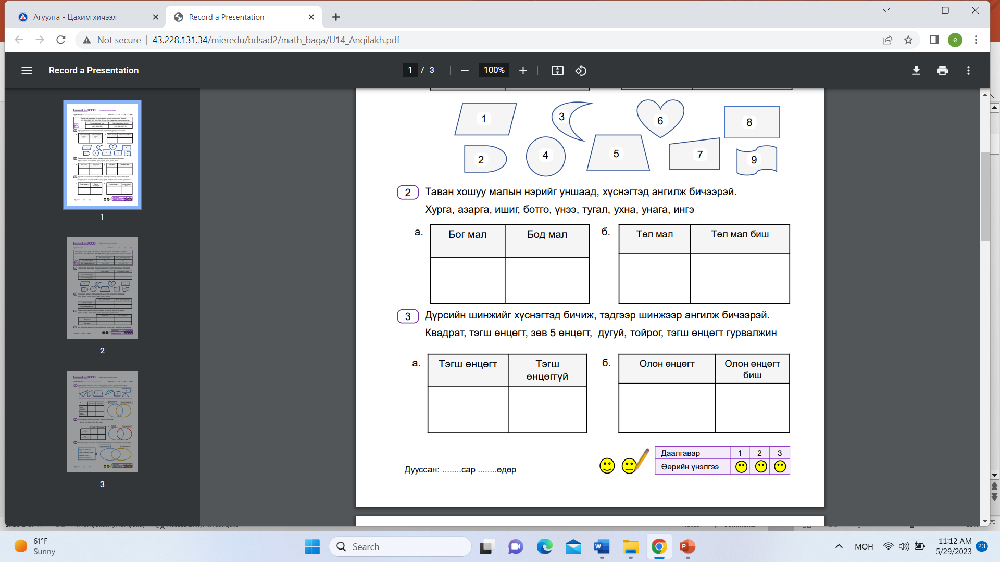 Агуулга - Цахим хичээл
Record a Presentation
Not secure
43.228.131.34/mieredu/bdsad2/math_baga/U14_Angilakh.pdf
e
Record a Presentation
1 / 3
100%
1
2
3
1
3
6
8
2
4
5
7
9
2 Таван хошуу малын нэрийг уншаад, хүснэгтэд ангилж бичээрэй.
Хурга, азарга, ишиг, ботго, үнээ, тугал, ухна, унага, ингэ
а. Бог мал Бод мал
б. Төл мал Төл мал биш
3 Дүрсийн шинжийг хүснэгтэд бичиж, тэдгээр шинжээр ангилж бичээрэй.
Квадрат, тэгш өнцөгт, зөв 5 өнцөгт, дугуй, тойрог, тэгш өнцөгт гурвалжин
а. Тэгш өнцөгт Тэгш өнцөггүй
б. Олон өнцөгт Олон өнцөгт биш
Дууссан: ........сар ........өдөр
Даалгавар 1 2 3
Өөрийн үнэлгээ
61°F
Sunny
Search
МОН
11:12 AM
5/29/2023
23